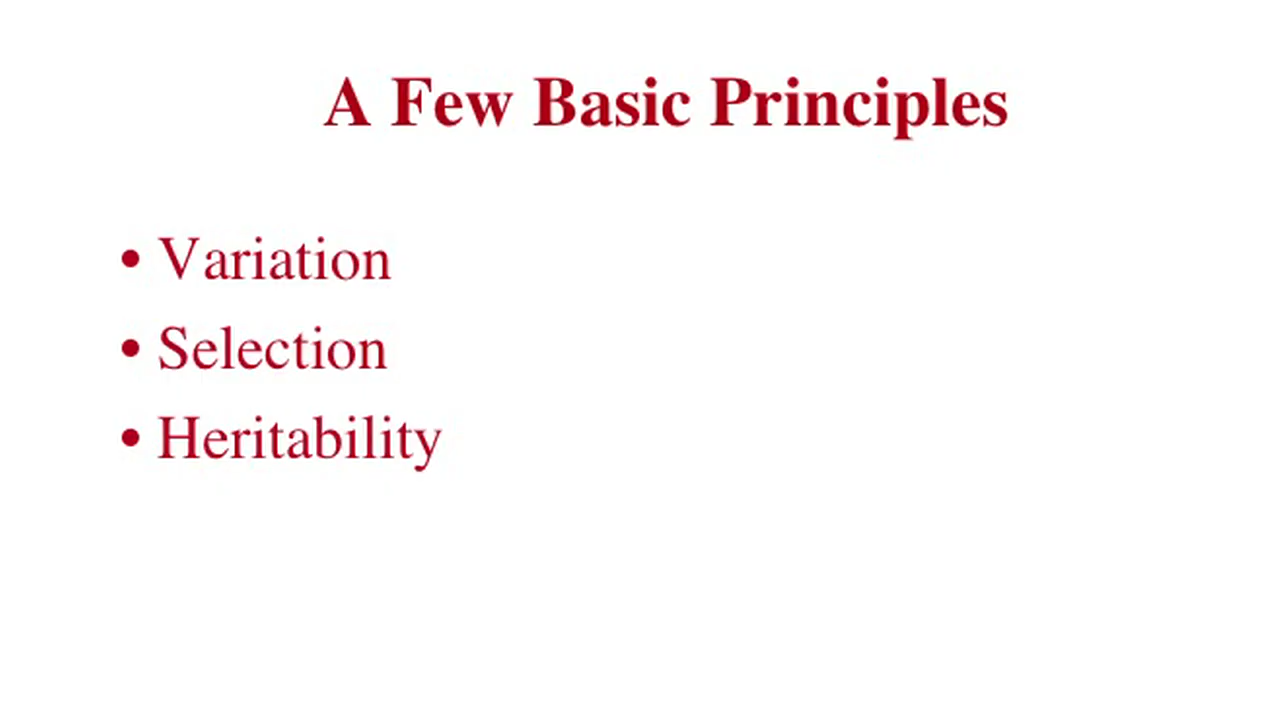 A Few Basic Principles
• Variation
• Selection
• Heritability